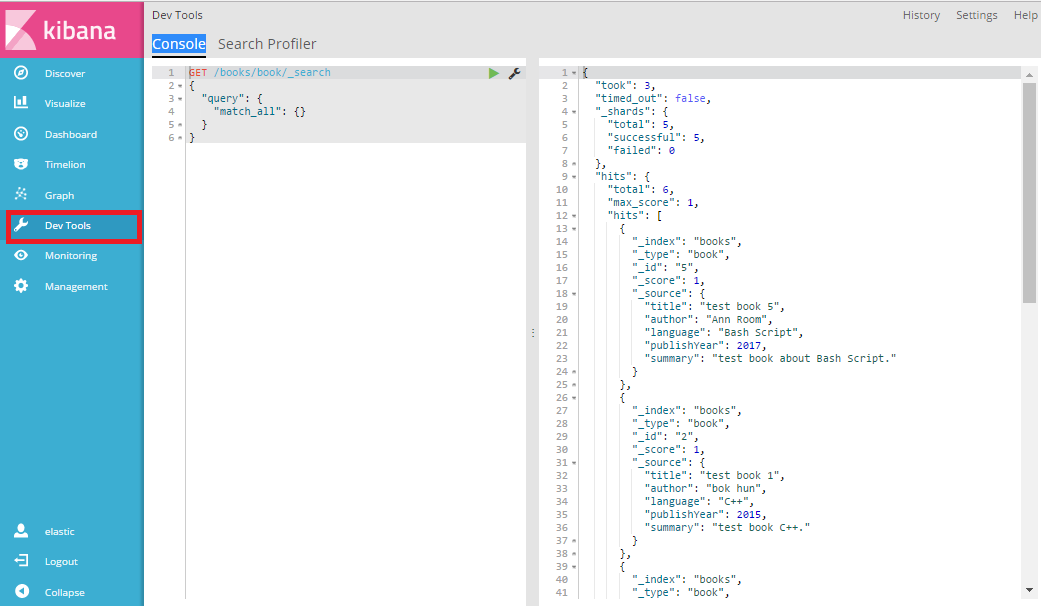 kibana
Discover
Visualize
Dashboard
Timelion
Graph
Dev Tools
Monitoring
Management
elastic
Logout
Collapse
Dev Tools
History Settings Help
Console Search Profiler
1 GET /books/book/_search
2 {
3 "query": {
4 "match_all": {}
5 }
6 }
1 {
2 "took": 3,
3 "timed_out": false,
4 "_shards": {
5 "total": 5,
6 "successful": 5,
7 "failed": 0
8 },
9 "hits": {
10 "total": 6,
11 "max_score": 1,
12 "hits": [
13 {
14 "_index": "books",
15 "_type": "book",
16 "_id": "5",
17 "_score": 1,
18 "_source": {
19 "title": "test book 5",
20 "author": "Ann Room",
21 "language": "Bash Script",
22 "publishYear": 2017,
23 "summary": "test book about Bash Script."
24 }
25 },
26 {
27 "_index": "books",
28 "_type": "book",
29 "_id": "2",
30 "_score": 1,
31 "_source": {
32 "title": "test book 1",
33 "author": "bok hun",
34 "language": "C++",
35 "publishYear": 2015,
36 "summary": "test book C++."
37 }
38 },
39 {
40 "_index": "books",
41 "_type": "book",